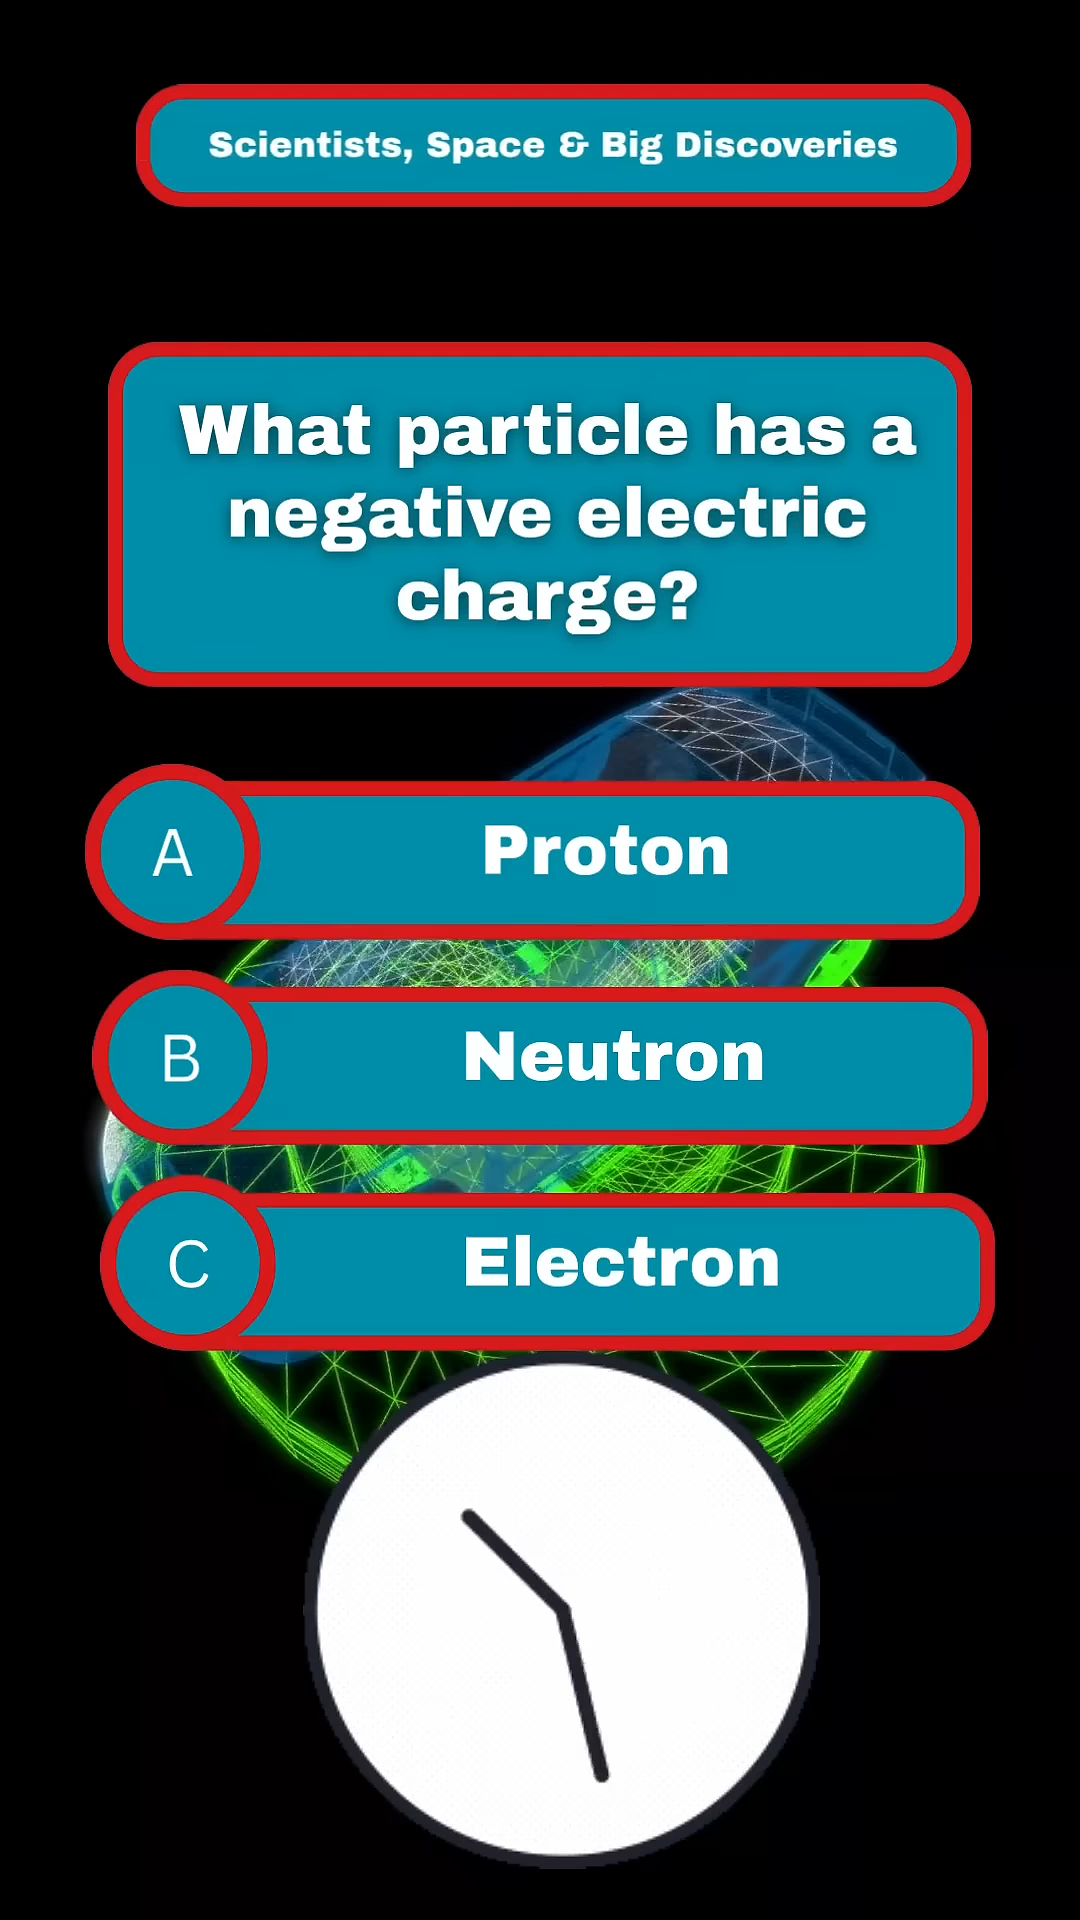 Scientists, Space & Big Discoveries
What particle has a
negative electric
charge?
A
Proton
B
Neutron
C
Electron